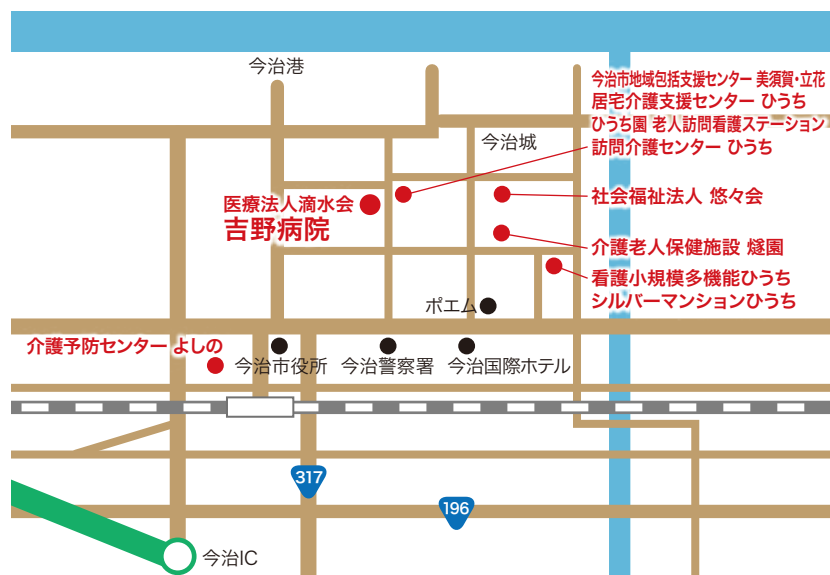 今治港
今治市地域包括支援センター 美須賀・立花
居宅介護支援センター ひうち
ひうち園 老人訪問看護ステーション
訪問介護センター ひうち
今治城
医療法人滴水会
吉野病院
社会福祉法人 悠々会
介護老人保健施設 燧園
看護小規模多機能ひうち
シルバーマンションひうち
ポエム
介護予防センター よしの
今治市役所
今治警察署
今治国際ホテル
317
196
今治IC